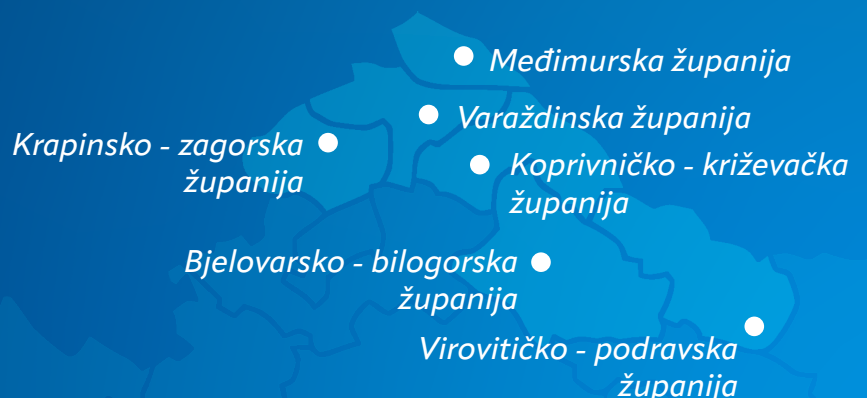 Međimurska županija
Varaždinska županija
Krapinsko - zagorska
županija
Koprivničko - križevačka
županija
Bjelovarsko - bilogorska
županija
Virovitičko - podravska
županija